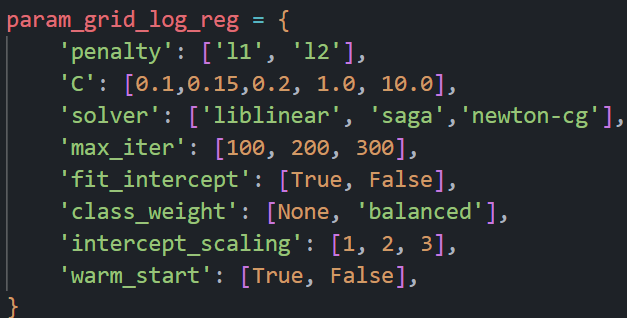 param_grid_log_reg = {
    'penalty': ['l1', 'l2'],
    'C': [0.1,0.15,0.2, 1.0, 10.0],
    'solver': ['liblinear', 'saga','newton-cg'],
    'max_iter': [100, 200, 300],
    'fit_intercept': [True, False],
    'class_weight': [None, 'balanced'],
    'intercept_scaling': [1, 2, 3],
    'warm_start': [True, False],
}